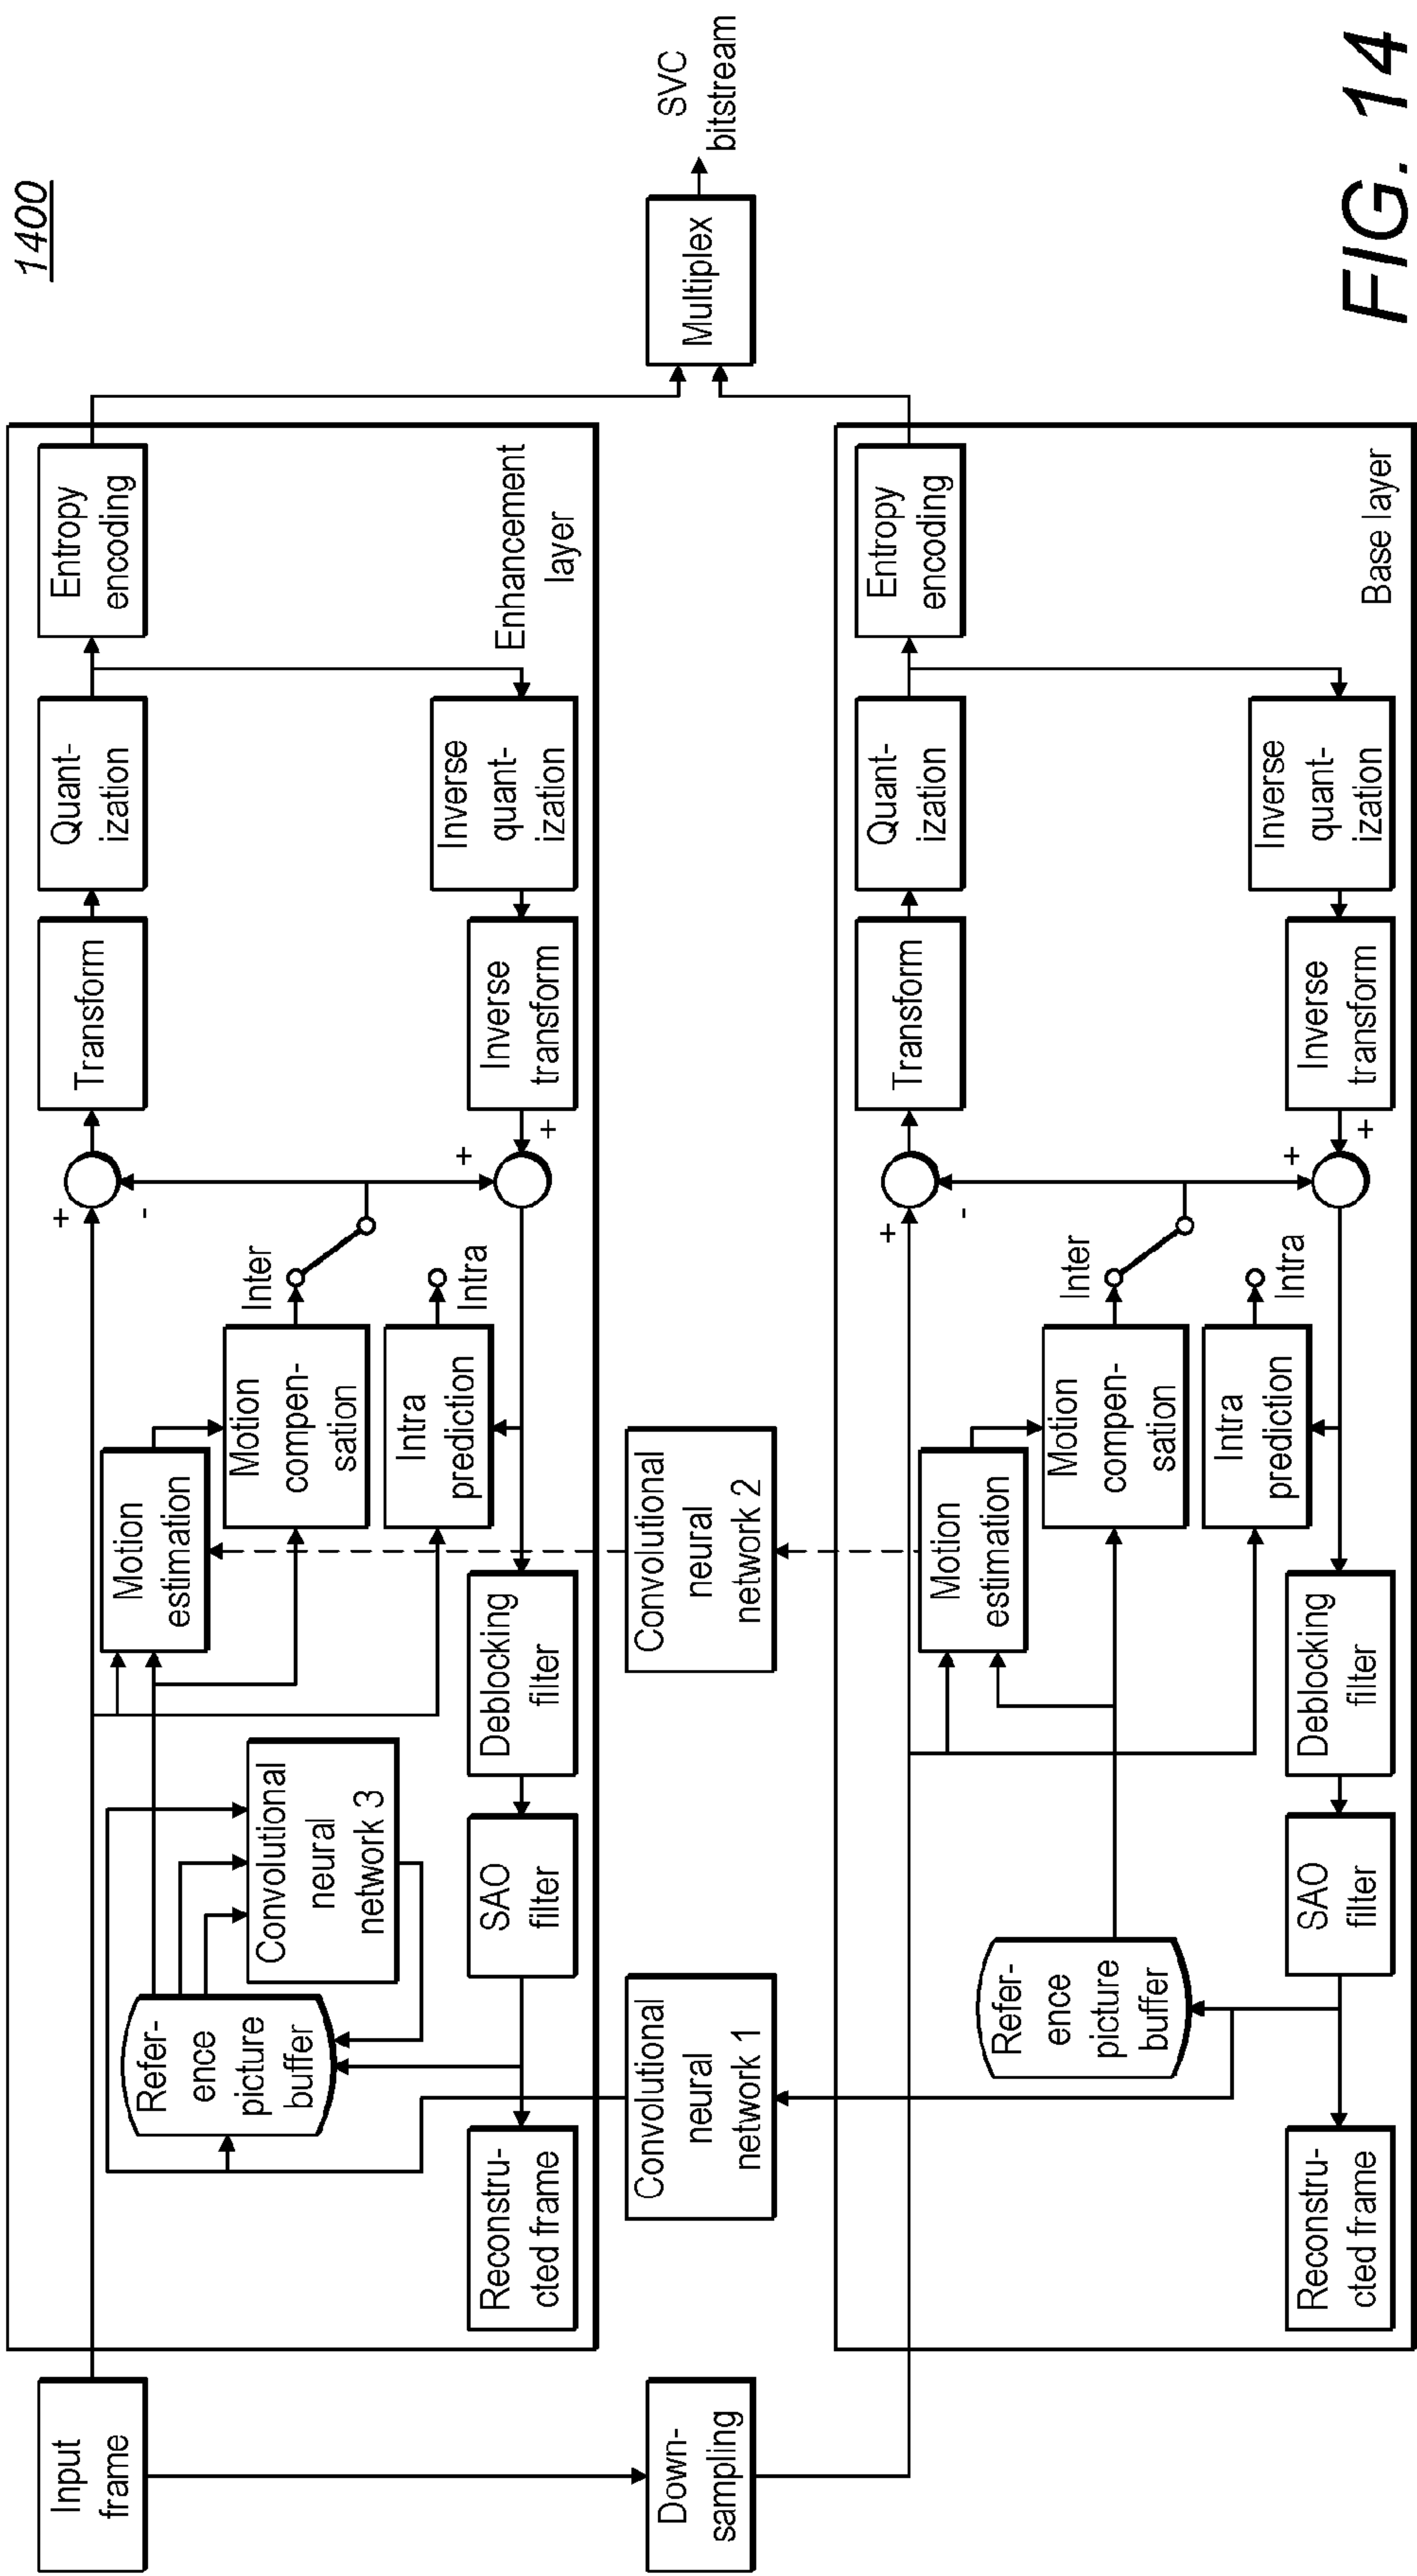 1400
Input
frame
Down-
sampling
Refer-
ence
picture
buffer
Convolutional
neural
network 3
Motion
estimation
Motion
compen-
sation
Inter
Intra
prediction
Intra
+
-
+
+
Transform
Quant-
ization
Entropy
encoding
Inverse
quant-
ization
Inverse
transform
Deblocking
filter
SAO
filter
Reconstru-
cted frame
Enhancement
layer
Convolutional
neural
network 1
Convolutional
neural
network 2
Multiplex
SVC
bitstream
Refer-
ence
picture
buffer
Motion
estimation
Motion
compen-
sation
Inter
Intra
prediction
Intra
+
-
+
+
Transform
Quant-
ization
Entropy
encoding
Inverse
quant-
ization
Inverse
transform
Deblocking
filter
SAO
filter
Reconstru-
cted frame
Base layer
FIG. 14